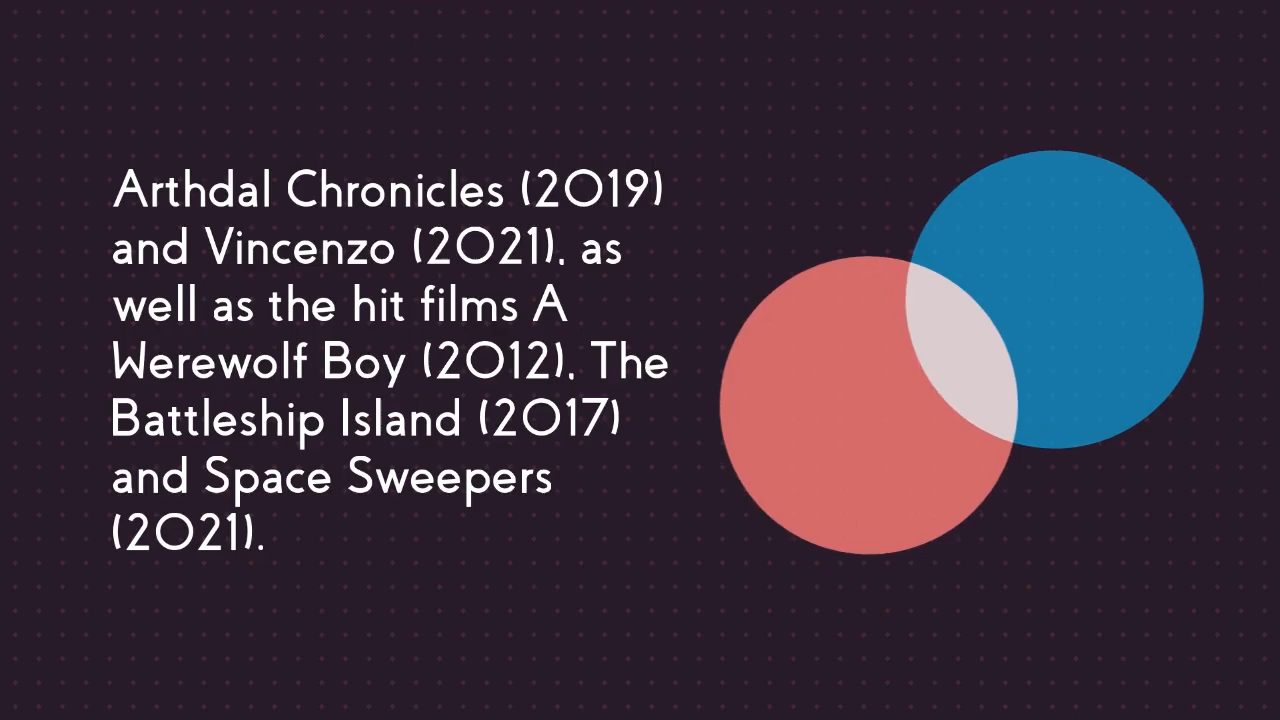 Arthdal Chronicles (2019)
and Vincenzo (2021), as
well as the hit films A
Werewolf Boy (2012), The
Battleship Island (2017)
and Space Sweepers
(2021).